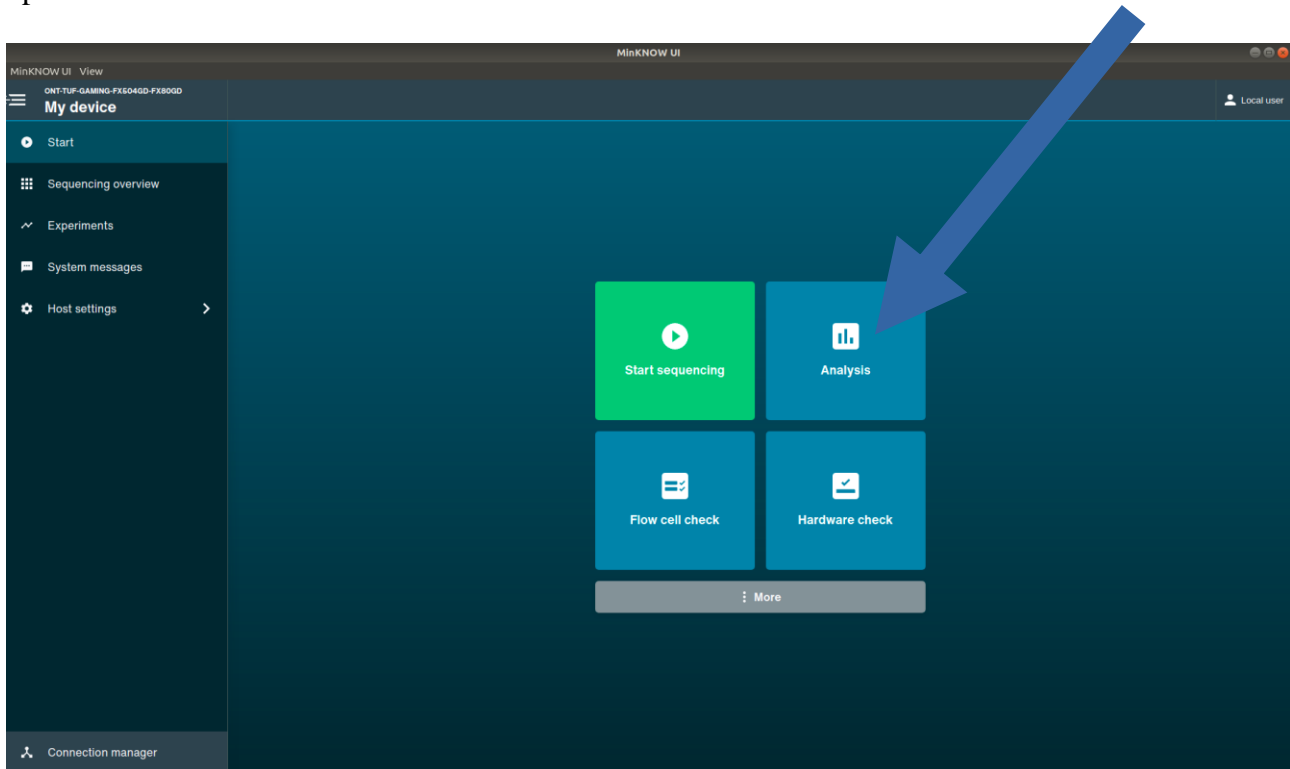 MinKNOW UI
MinKNOW UI View
ONT-TUF-GAMING-FX604GD-FX80GD
My device
Local user
Start
Sequencing overview
Experiments
System messages
Host settings
Start sequencing
Analysis
Flow cell check
Hardware check
More
Connection manager